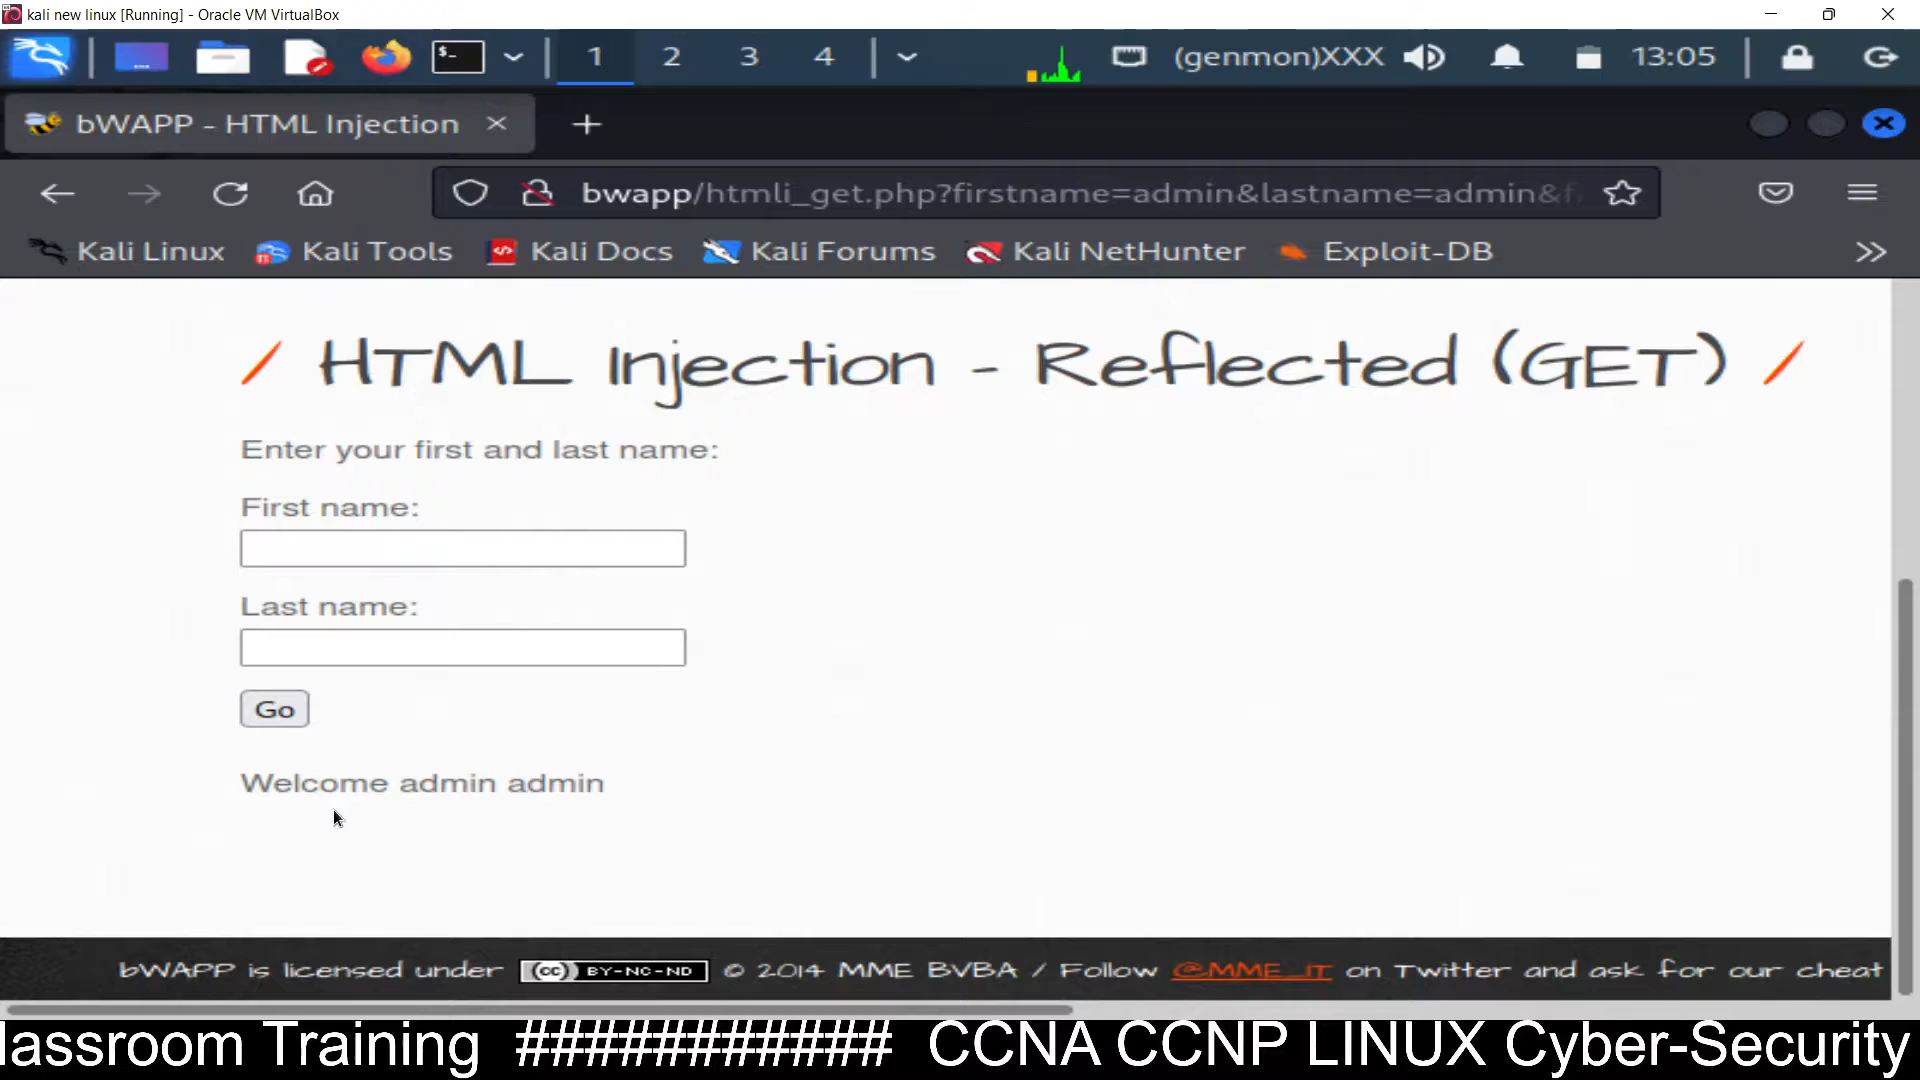 kali new linux [Running] - Oracle VM VirtualBox
$- 1 2 3 4 (genmon)XXX 13:05
bWAPP - HTML Injection
bwapp/htmli_get.php?firstname=admin&lastname=admin&f
Kali Linux Kali Tools Kali Docs Kali Forums Kali NetHunter Exploit-DB
/ HTML Injection - Reflected (GET) /
Enter your first and last name:
First name:
Last name:
Go
Welcome admin admin
bWAPP is licensed under (cc) BY-NC-ND © 2014 MME BVBA / Follow @MME_IT on Twitter and ask for our cheat
lassroom Training ########### CCNA CCNP LINUX Cyber-Security